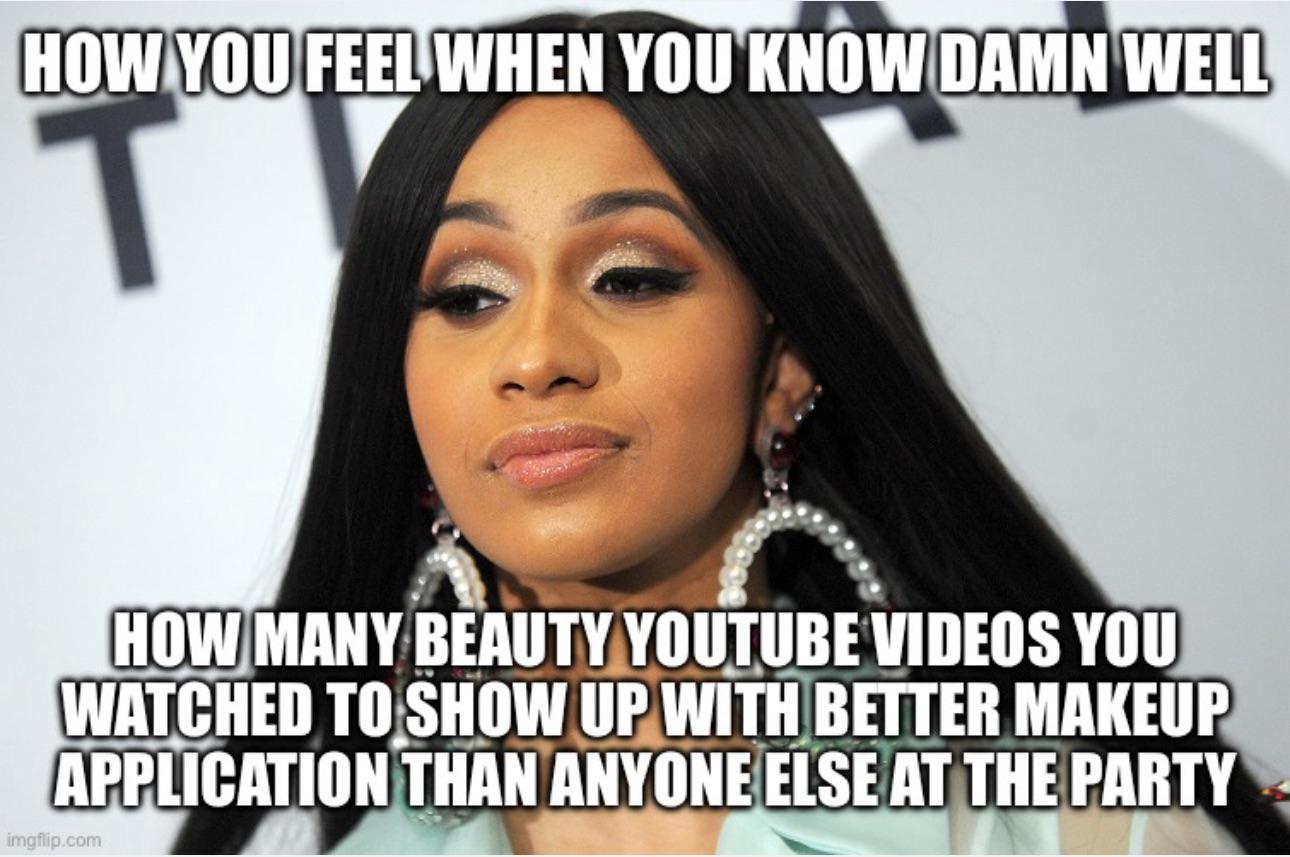 HOW YOU FEEL WHEN YOU KNOW DAMN WELL
TIDAL
HOW MANY BEAUTY YOUTUBE VIDEOS YOU
WATCHED TO SHOW UP WITH BETTER MAKEUP
APPLICATION THAN ANYONE ELSE AT THE PARTY
imgflip.com